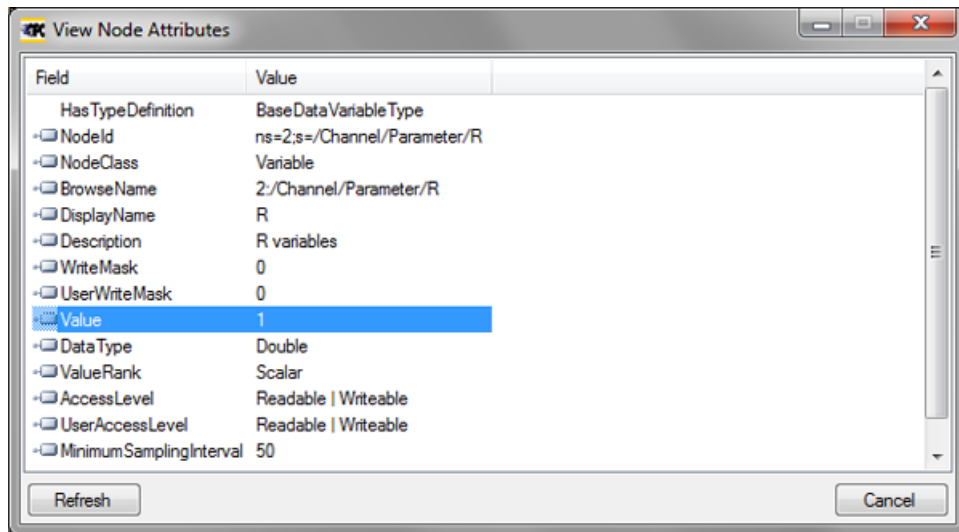 View Node Attributes
Field Value
HasTypeDefinition BaseDataVariableType
NodeId ns=2;s=/Channel/Parameter/R
NodeClass Variable
BrowseName 2:/Channel/Parameter/R
DisplayName R
Description R variables
WriteMask 0
UserWriteMask 0
Value 1
DataType Double
ValueRank Scalar
AccessLevel Readable | Writeable
UserAccessLevel Readable | Writeable
MinimumSamplingInterval 50
Refresh Cancel